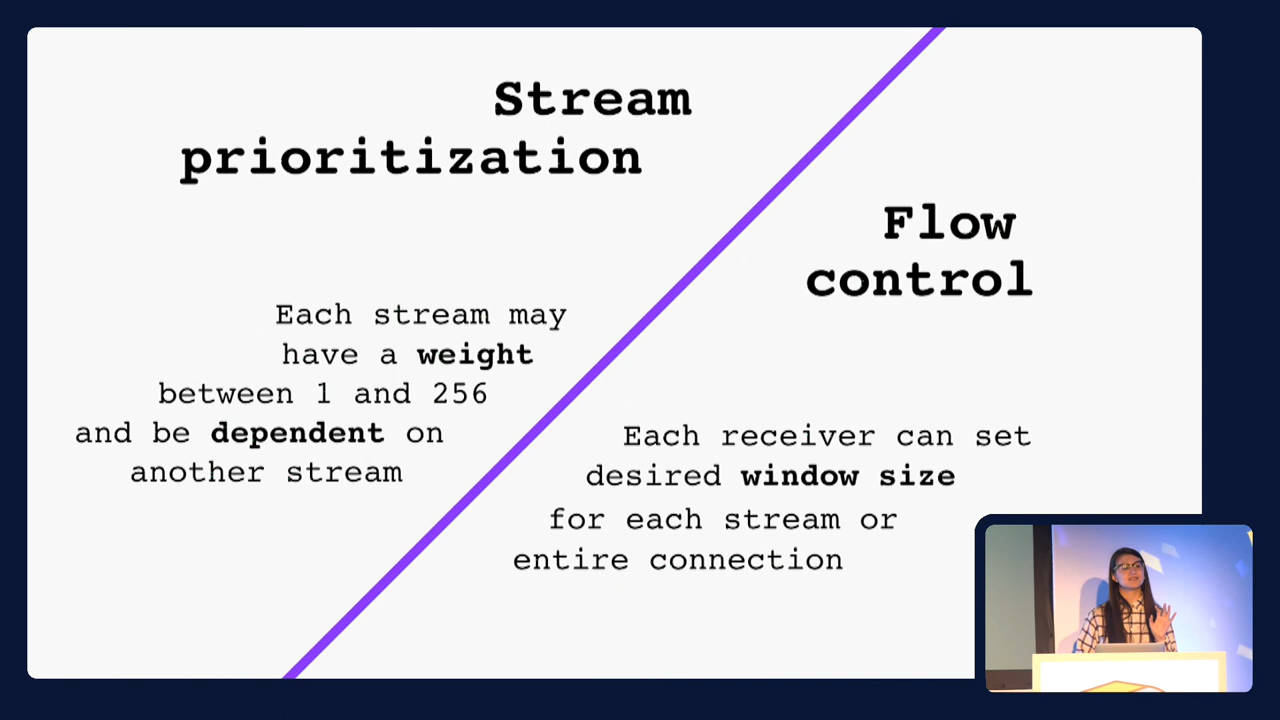 Stream
prioritization
Each stream may
have a weight
between 1 and 256
and be dependent on
another stream
Flow
control
Each receiver can set
desired window size
for each stream or
entire connection